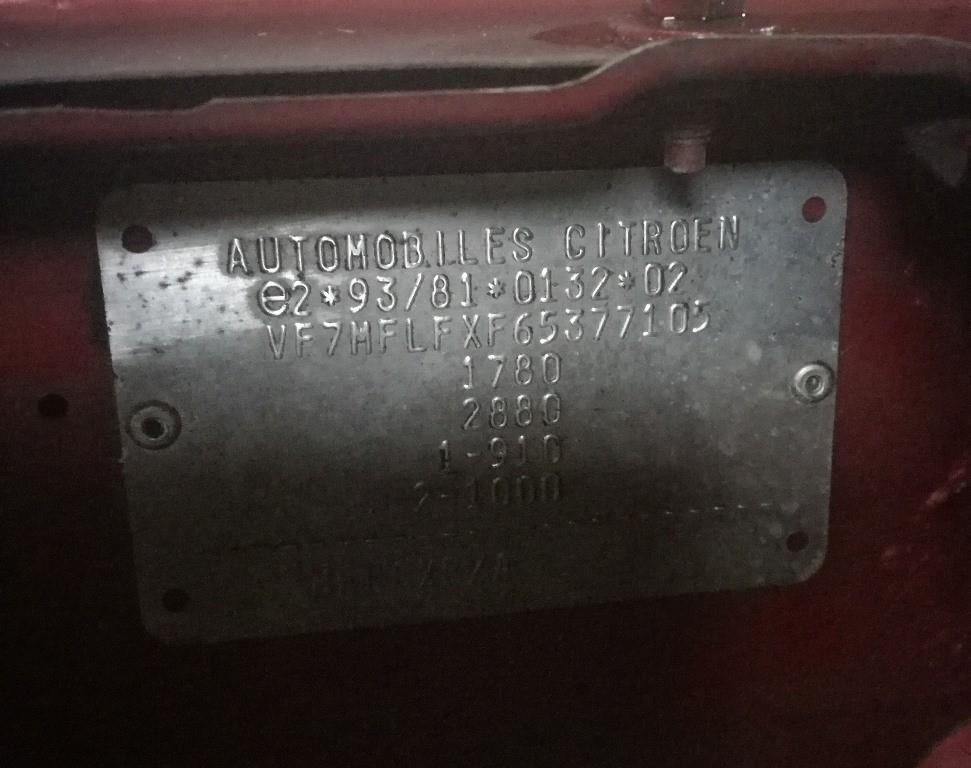 AUTOMOBILES CITROEN
e2*93/81*0132*02
VF7MFLFXF65377105
1780
2880
1-910
2-1000